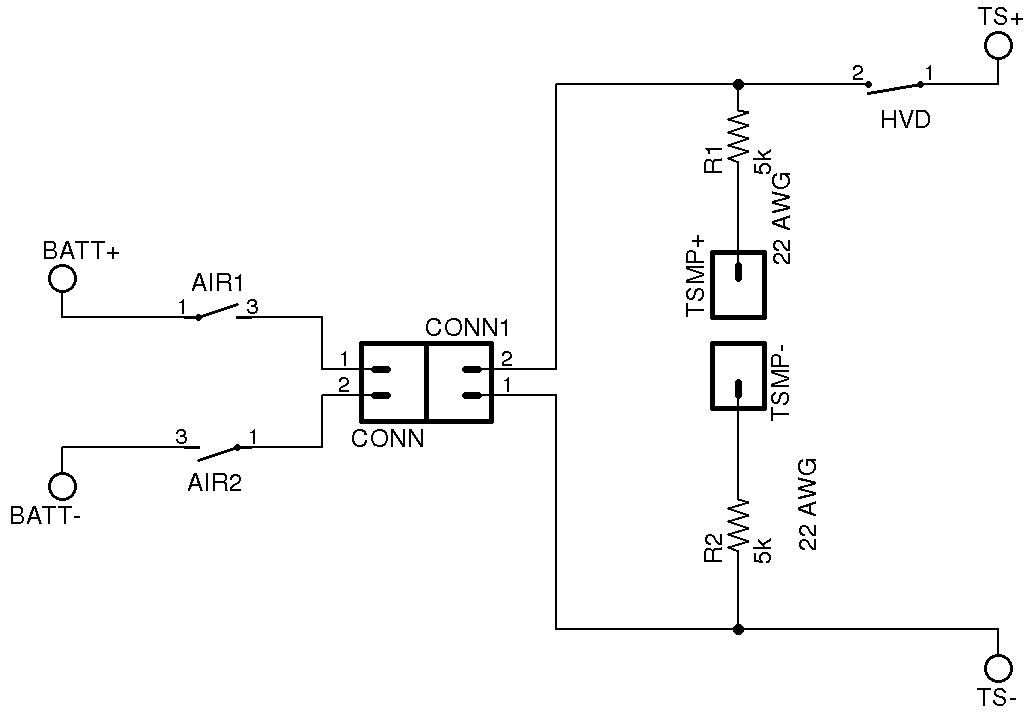 TS+
2 1
HVD
R1
5k
22 AWG
BATT+
AIR1
1 3
TSMP+
CONN1
1 2
2 1
CONN
TSMP-
3 1
AIR2
BATT-
R2
5k
22 AWG
TS-